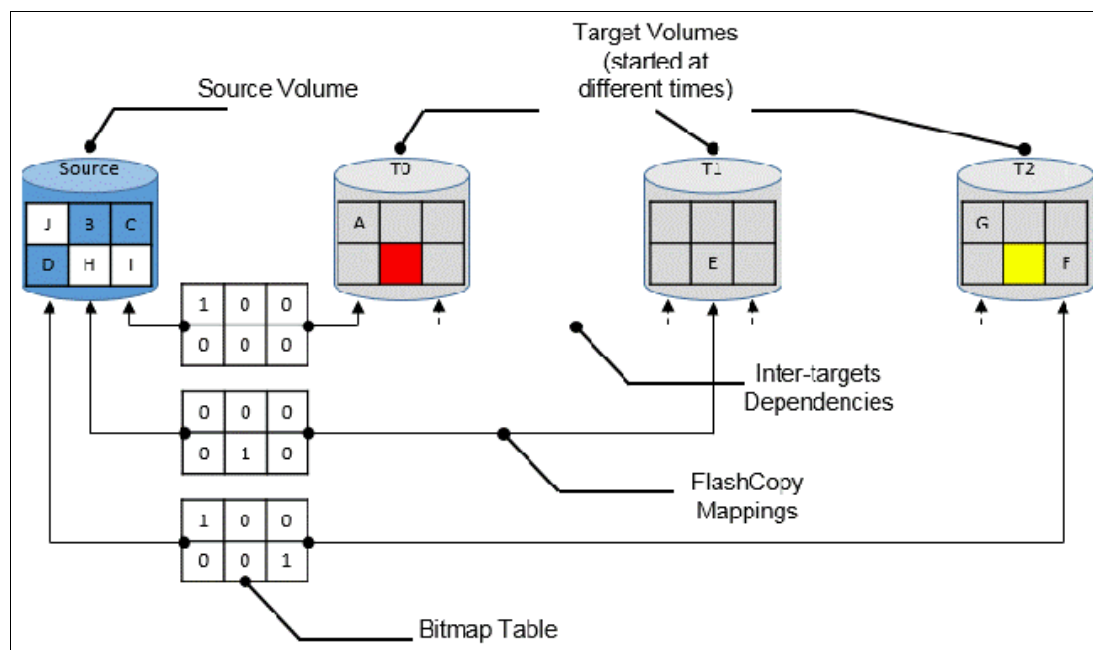 Target Volumes
(started at
different times)
Source Volume
Source
T0
T1
T2
J B C
D H I
A
E
G
F
1 0 0
0 0 0
0 0 0
0 1 0
1 0 0
0 0 1
Inter-targets
Dependencies
FlashCopy
Mappings
Bitmap Table